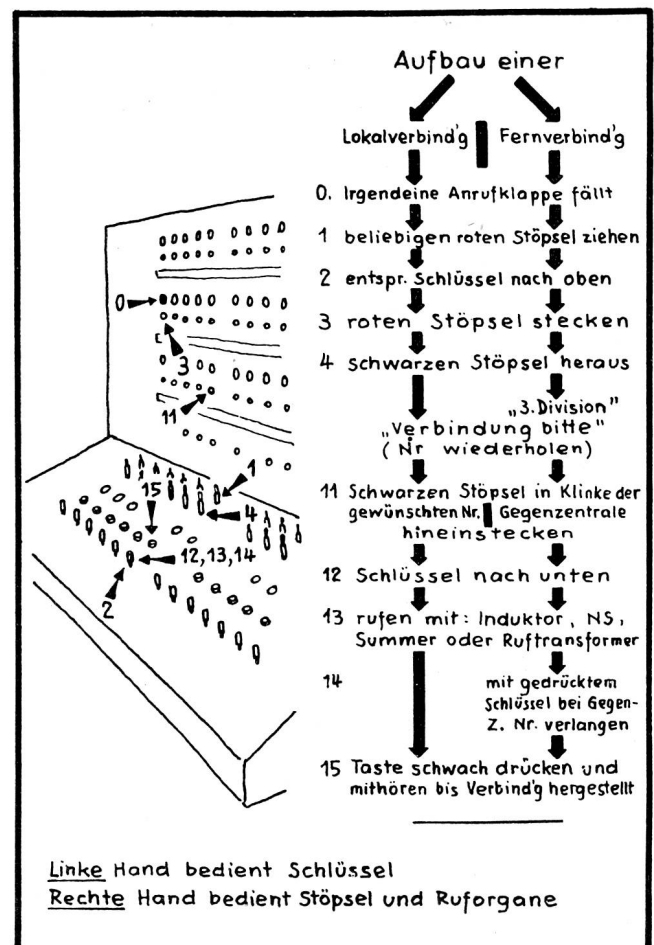 Aufbau einer
Lokalverbind'g Fernverbind'g
0. Irgendeine Anrufklappe fällt
1 beliebigen roten Stöpsel ziehen
2 entspr. Schlüssel nach oben
3 roten Stöpsel stecken
4 Schwarzen Stöpsel heraus
„3. Division"
„Verbindung bitte"
(Nr wiederholen)
11 Schwarzen Stöpsel in Klinke der
gewünschten Nr. Gegenzentrale
hineinstecken
12 Schlüssel nach unten
13 rufen mit: Induktor, NS,
Summer oder Ruftransformer
14 mit gedrücktem
Schlüssel bei Gegen-
Z. Nr. verlangen
15 Taste schwach drücken und
mithören bis Verbind'g hergestellt
0
3
11
1
15
4
12, 13, 14
2
Linke Hand bedient Schlüssel
Rechte Hand bedient Stöpsel und Ruforgane